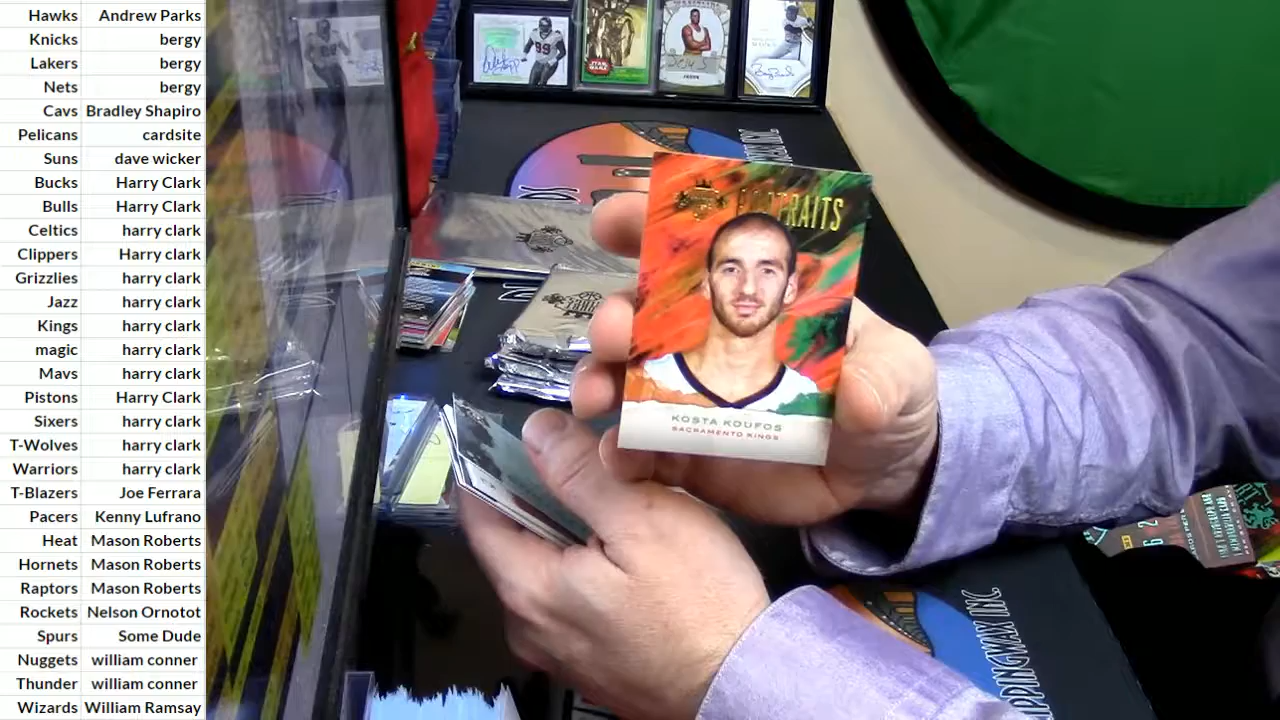 Hawks Andrew Parks
Knicks bergy
Lakers bergy
Nets bergy
Cavs Bradley Shapiro
Pelicans cardsite
Suns dave wicker
Bucks Harry Clark
Bulls Harry Clark
Celtics harry clark
Clippers Harry Clark
Grizzlies harry clark
Jazz harry clark
Kings harry clark
magic harry clark
Mavs harry clark
Pistons Harry Clark
Sixers harry clark
T-Wolves harry clark
Warriors harry clark
T-Blazers Joe Ferrara
Pacers Kenny Lufrano
Heat Mason Roberts
Hornets Mason Roberts
Raptors Mason Roberts
Rockets Nelson Ornotot
Spurs Some Dude
Nuggets william conner
Thunder william conner
Wizards William Ramsay
STAR
WARS
PORTRAITS
KOSTA KOUFOS
SACRAMENTO KINGS
IPPINGWAX INC